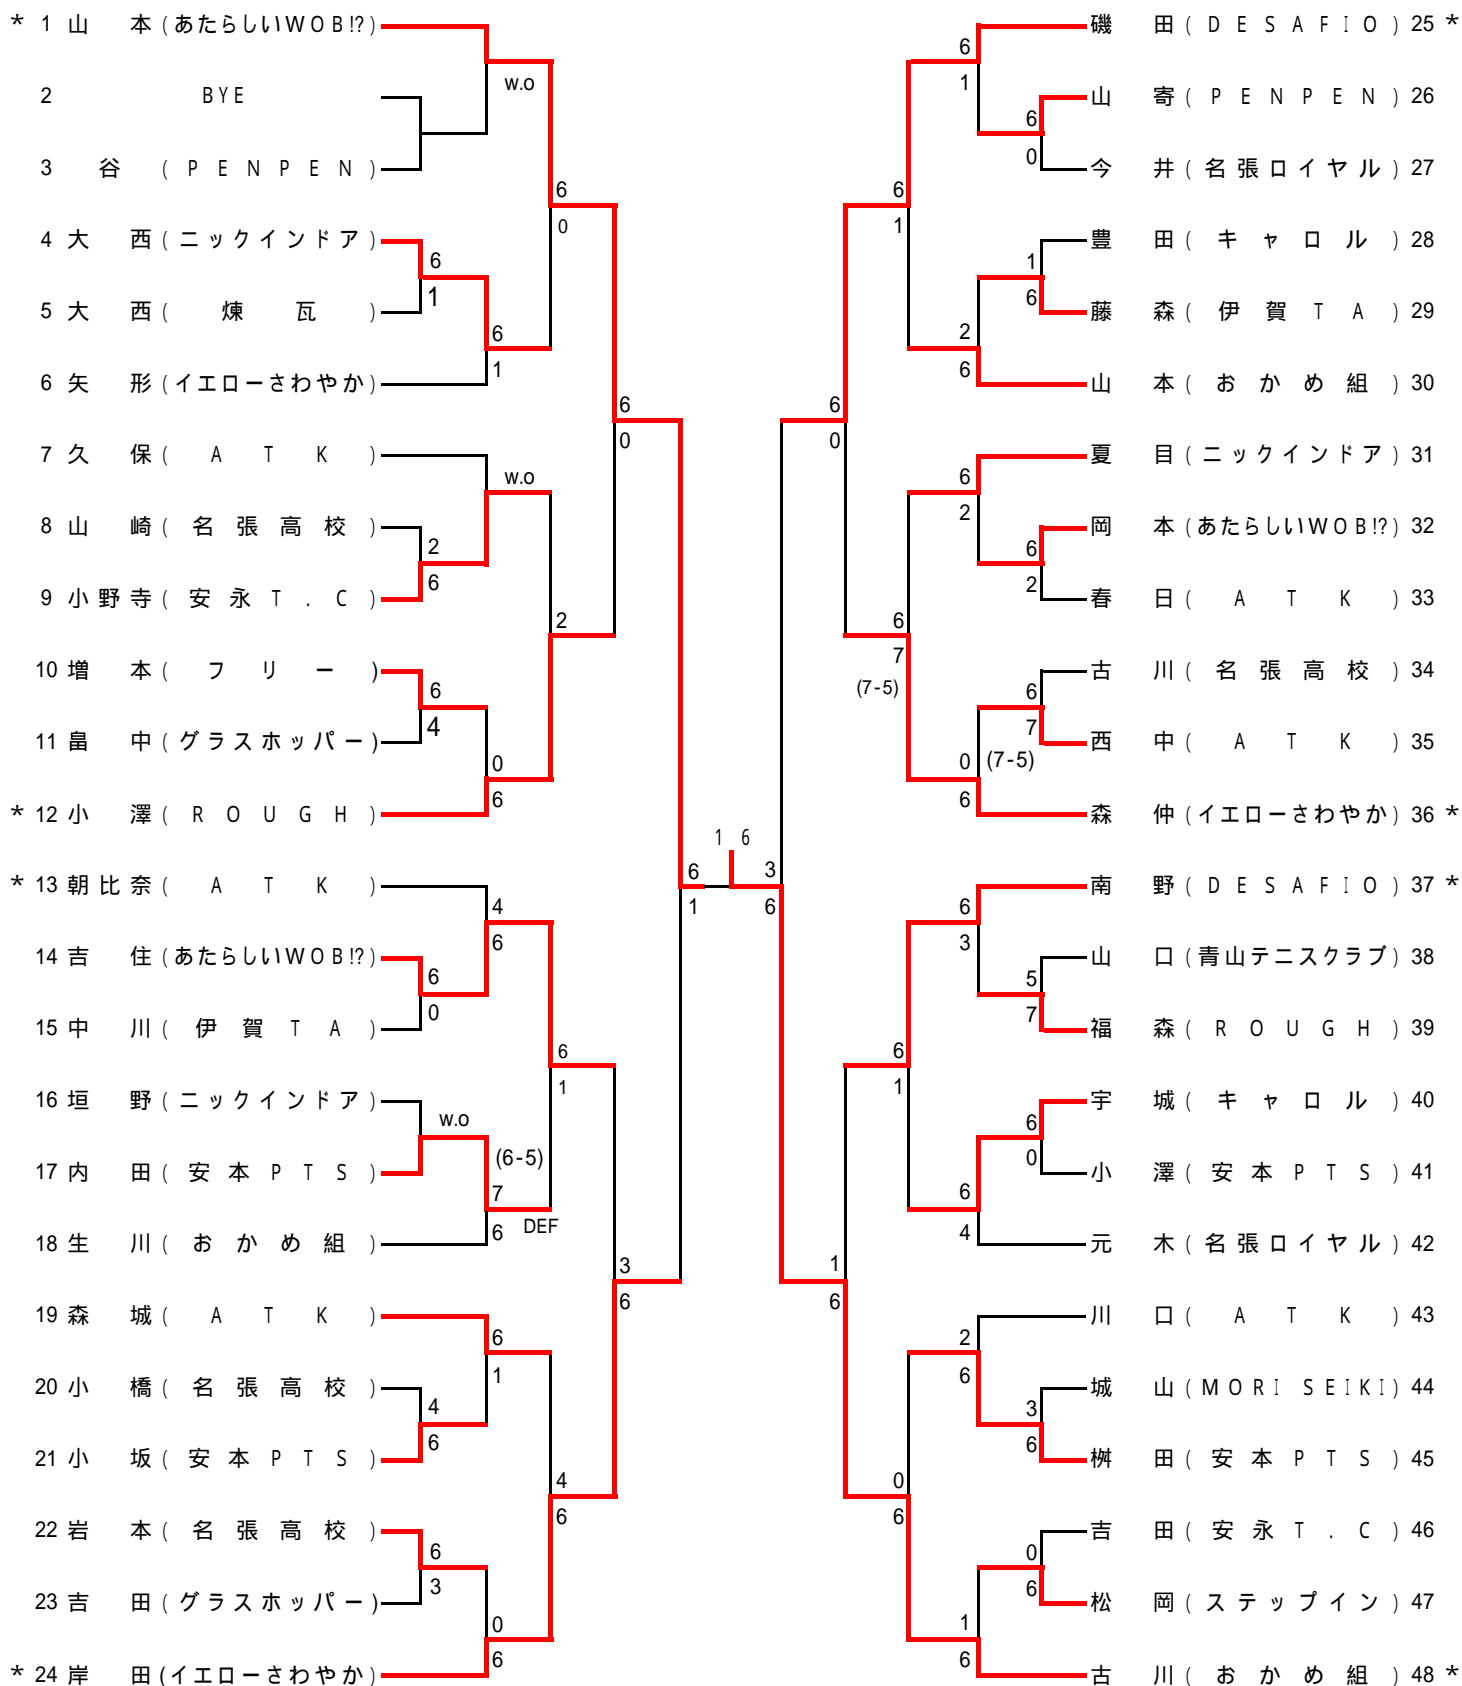 * 1 山 本 (あたらしいWOB!?)
2 BYE
3 谷 (PENPEN)
4 大 西 (ニックインドア)
5 大 西 (煉瓦)
6 矢 形 (イエローさわやか)
7 久 保 (ATK)
8 山 崎 (名張高校)
9 小野寺 (安永T.C)
10 増 本 (フリー)
11 畠 中 (グラスホッパー)
* 12 小 澤 (ROUGH)
* 13 朝比奈 (ATK)
14 吉 住 (あたらしいWOB!?)
15 中 川 (伊賀TA)
16 垣 野 (ニックインドア)
17 内 田 (安本PTS)
18 生 川 (おかめ組)
19 森 城 (ATK)
20 小 橋 (名張高校)
21 小 坂 (安本PTS)
22 岩 本 (名張高校)
23 吉 田 (グラスホッパー)
* 24 岸 田 (イエローさわやか)
6
1
2
6
6
4
6
0
w.o
4
6
6
3
w.o
6
1
w.o
0
6
4
6
(6-5)
7
6
DEF
6
1
0
6
6
0
2
6
1
4
6
6
0
3
6
6
1
1 6
3
6
6
0
1
6
6
1
6
7
(7-5)
6
1
0
6
6
1
2
6
6
2
0
6
6
3
6
4
2
6
1
6
6
0
1
6
6
2
6
7
(7-5)
5
7
6
0
3
6
0
6
磯 田 (DESAFIO) 25 *
山 寄 (PENPEN) 26
今 井 (名張ロイヤル) 27
豊 田 (キャロル) 28
藤 森 (伊賀TA) 29
山 本 (おかめ組) 30
夏 目 (ニックインドア) 31
岡 本 (あたらしいWOB!?) 32
春 日 (ATK) 33
古 川 (名張高校) 34
西 中 (ATK) 35
森 仲 (イエローさわやか) 36 *
南 野 (DESAFIO) 37 *
山 口 (青山テニスクラブ) 38
福 森 (ROUGH) 39
宇 城 (キャロル) 40
小 澤 (安本PTS) 41
元 木 (名張ロイヤル) 42
川 口 (ATK) 43
城 山 (MORI SEIKI) 44
桝 田 (安本PTS) 45
吉 田 (安永T.C) 46
松 岡 (ステップイン) 47
古 川 (おかめ組) 48 *